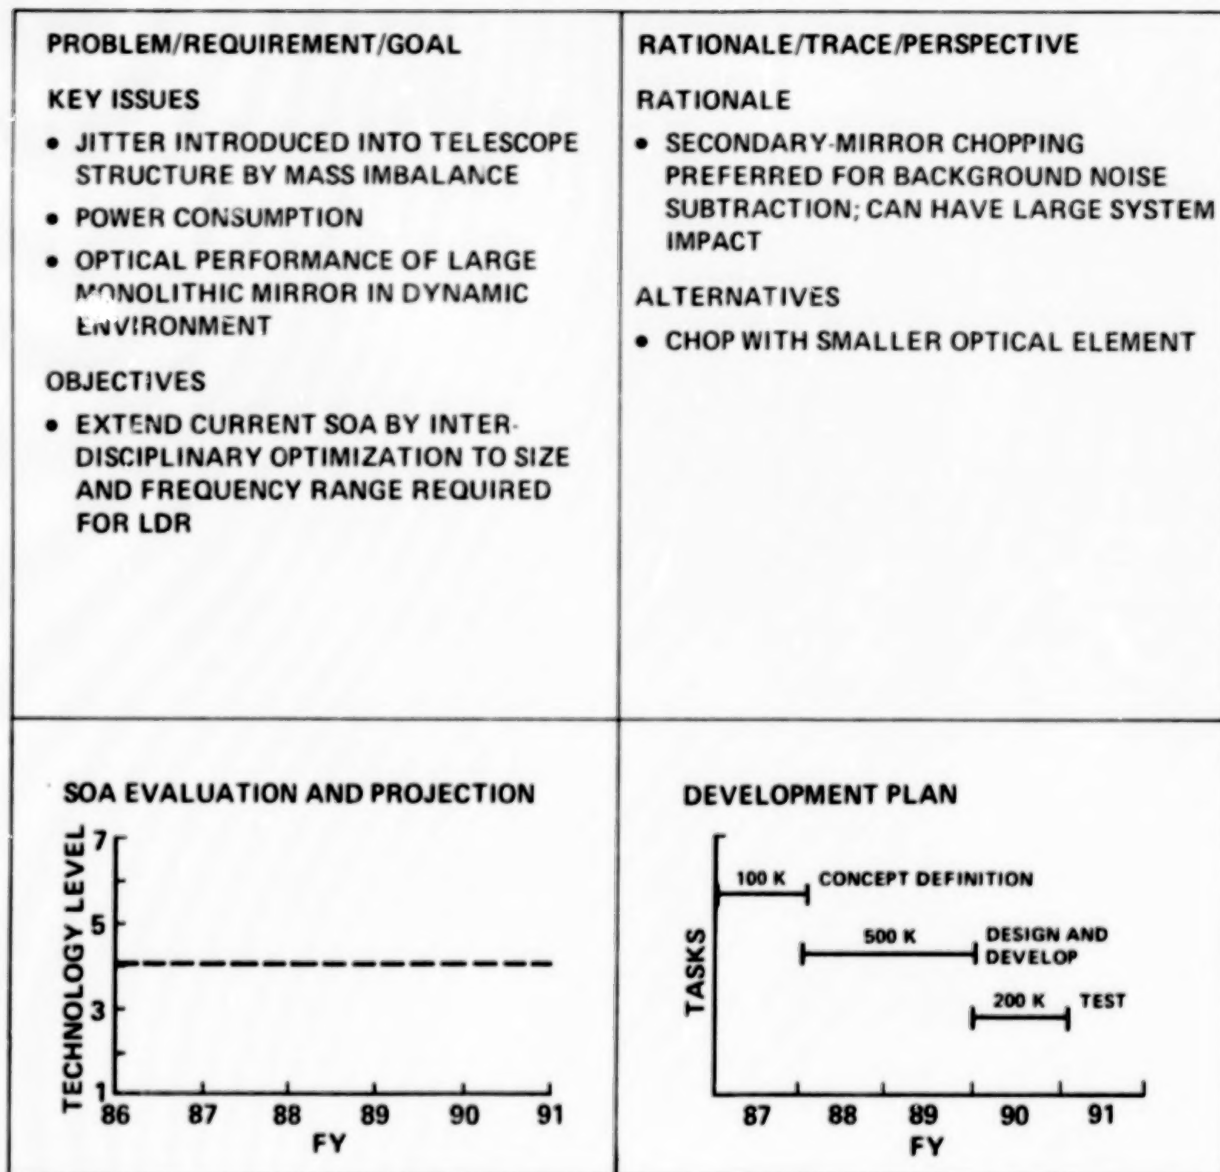 PROBLEM/REQUIREMENT/GOAL
KEY ISSUES
• JITTER INTRODUCED INTO TELESCOPE
STRUCTURE BY MASS IMBALANCE
• POWER CONSUMPTION
• OPTICAL PERFORMANCE OF LARGE
MONOLITHIC MIRROR IN DYNAMIC
ENVIRONMENT
OBJECTIVES
• EXTEND CURRENT SOA BY INTER-
DISCIPLINARY OPTIMIZATION TO SIZE
AND FREQUENCY RANGE REQUIRED
FOR LDR
RATIONALE/TRACE/PERSPECTIVE
RATIONALE
• SECONDARY-MIRROR CHOPPING
PREFERRED FOR BACKGROUND NOISE
SUBTRACTION; CAN HAVE LARGE SYSTEM
IMPACT
ALTERNATIVES
• CHOP WITH SMALLER OPTICAL ELEMENT
SOA EVALUATION AND PROJECTION
TECHNOLOGY LEVEL
7
5
3
1
86 87 88 89 90 91
FY
DEVELOPMENT PLAN
TASKS
100 K CONCEPT DEFINITION
500 K DESIGN AND
DEVELOP
200 K TEST
87 88 89 90 91
FY